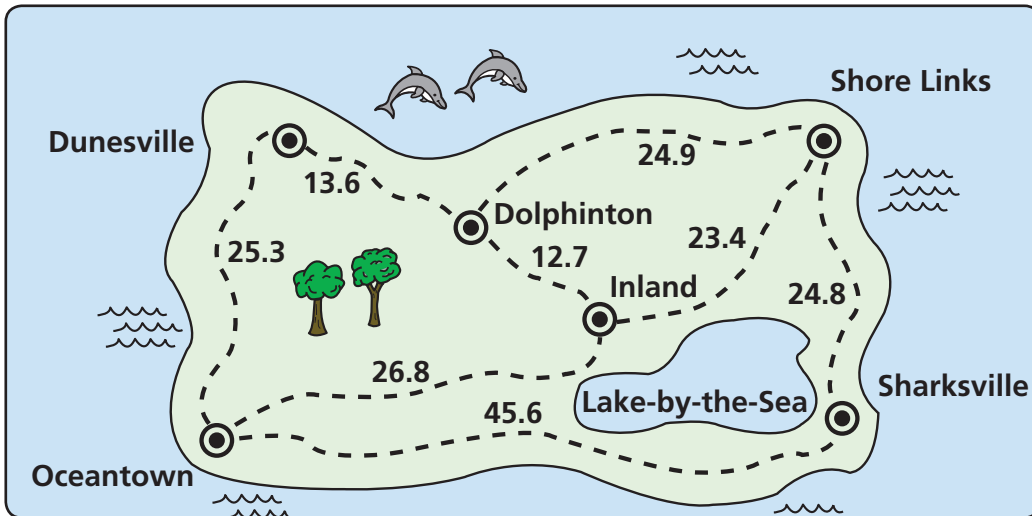 Shore Links
Dunesville
24.9
13.6
Dolphinton
25.3
12.7
23.4
Inland
24.8
26.8
Sharksville
Lake-by-the-Sea
45.6
Oceantown